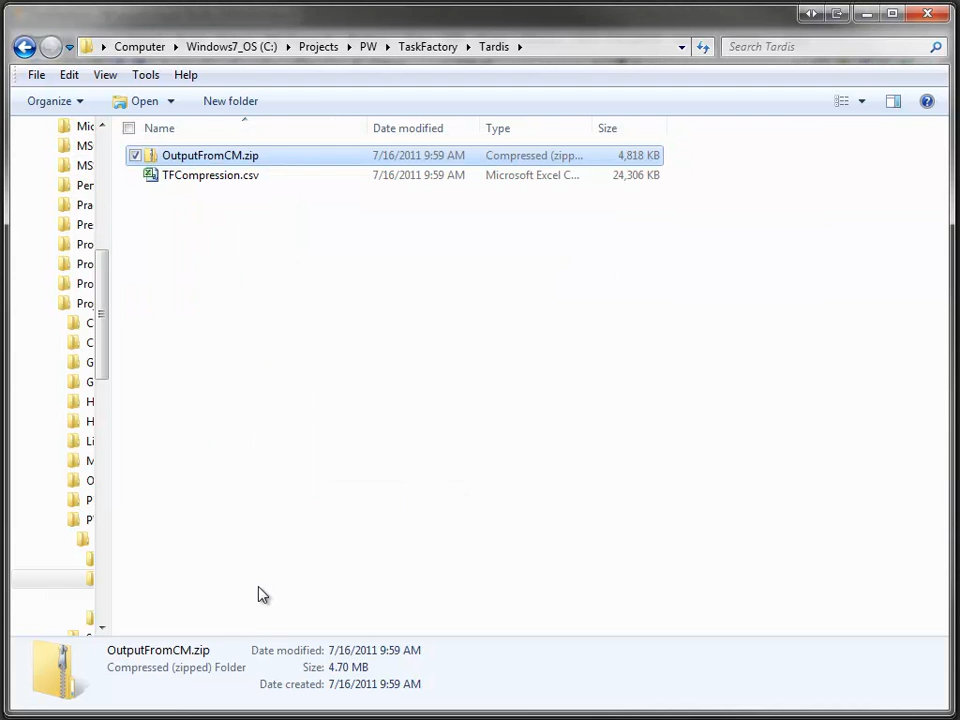 Computer Windows7_OS (C:) Projects PW TaskFactory Tardis Search Tardis
File Edit View Tools Help
Organize Open New folder
Name Date modified Type Size
Mic
MS
MS
Per
Pra
Pre
Pro
Pro
Pro
Pro
C
C
G
G
H
H
Li
M
O
P
OutputFromCM.zip 7/16/2011 9:59 AM Compressed (zipp... 4,818 KB
TFCompression.csv 7/16/2011 9:59 AM Microsoft Excel C... 24,306 KB
OutputFromCM.zip Date modified: 7/16/2011 9:59 AM
Compressed (zipped) Folder Size: 4.70 MB
Date created: 7/16/2011 9:59 AM